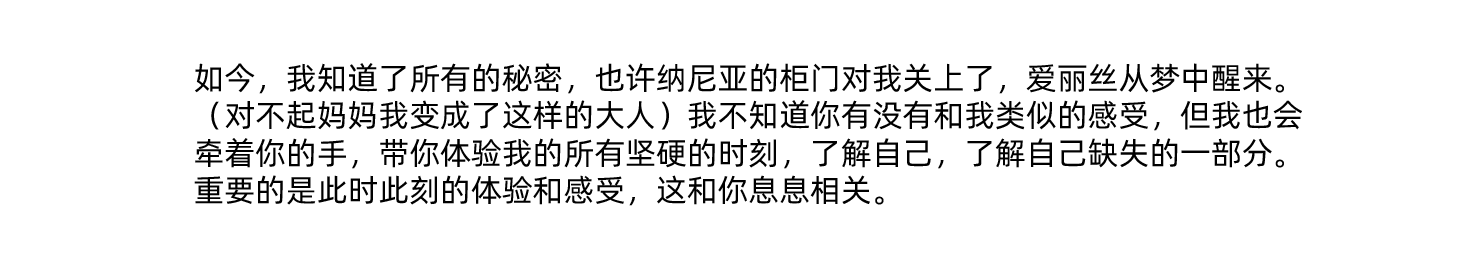 如今，我知道了所有的秘密，也许纳尼亚的柜门对我关上了，爱丽丝从梦中醒来。
（对不起妈妈我变成了这样的大人）我不知道你有没有和我类似的感受，但我也会
牵着你的手，带你体验我的所有坚硬的时刻，了解自己，了解自己缺失的一部分。
重要的是此时此刻的体验和感受，这和你息息相关。